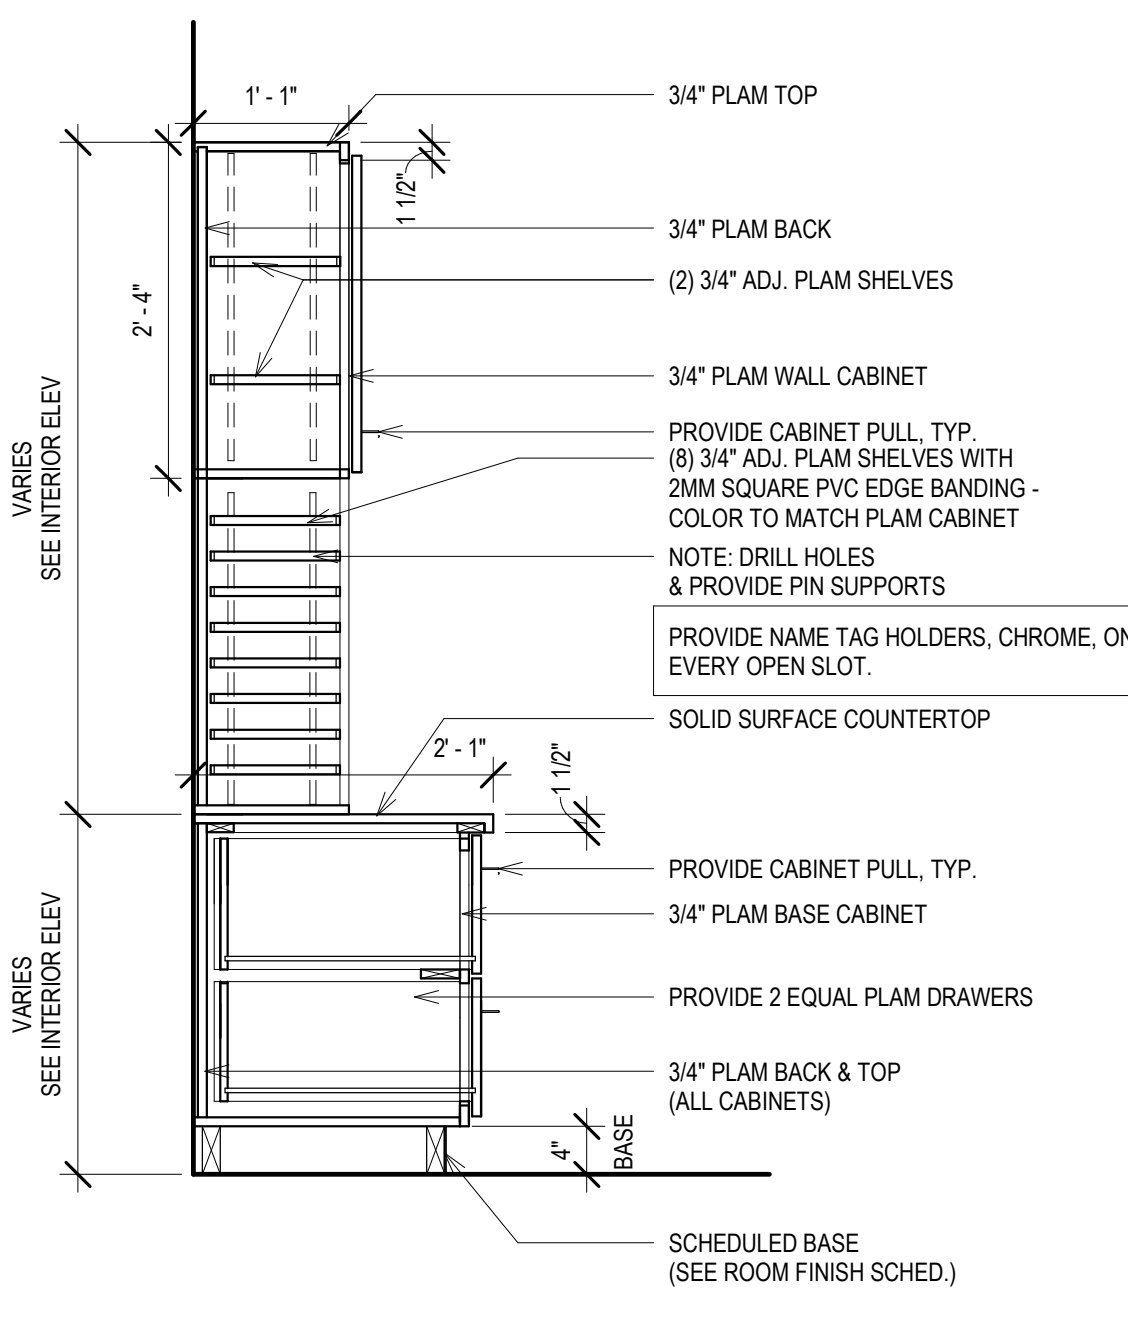 1' - 1"
3/4" PLAM TOP
1 1/2"
3/4" PLAM BACK
(2) 3/4" ADJ. PLAM SHELVES
2' - 4"
3/4" PLAM WALL CABINET
VARIES
SEE INTERIOR ELEV
PROVIDE CABINET PULL, TYP.
(8) 3/4" ADJ. PLAM SHELVES WITH
2MM SQUARE PVC EDGE BANDING -
COLOR TO MATCH PLAM CABINET
NOTE: DRILL HOLES
& PROVIDE PIN SUPPORTS
PROVIDE NAME TAG HOLDERS, CHROME, ON
EVERY OPEN SLOT.
SOLID SURFACE COUNTERTOP
2' - 1"
1 1/2"
PROVIDE CABINET PULL, TYP.
3/4" PLAM BASE CABINET
VARIES
SEE INTERIOR ELEV
PROVIDE 2 EQUAL PLAM DRAWERS
3/4" PLAM BACK & TOP
(ALL CABINETS)
4"
BASE
SCHEDULED BASE
(SEE ROOM FINISH SCHED.)